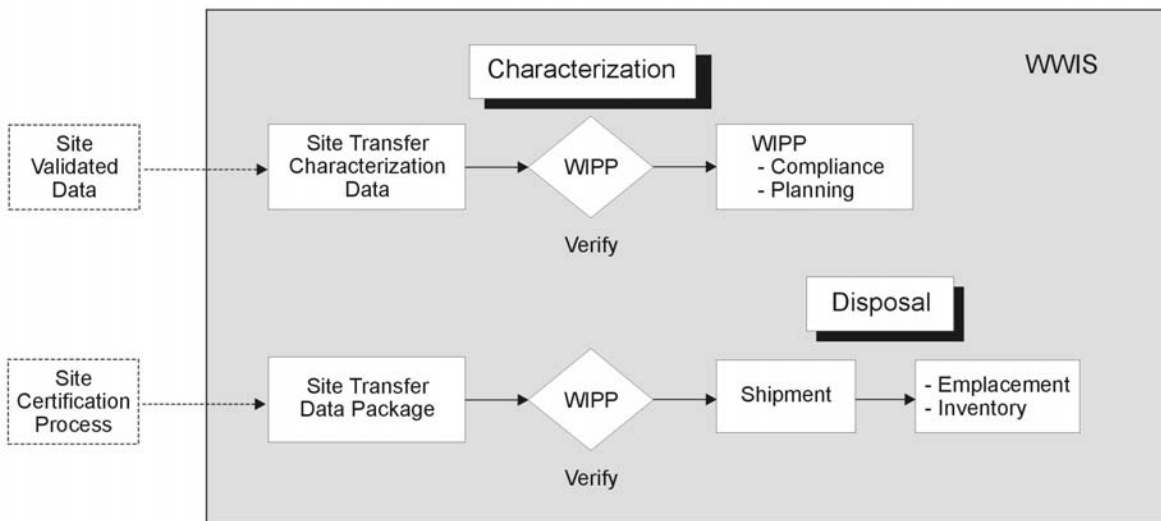 WWIS
Characterization
Site
Validated
Data
Site Transfer
Characterization
Data
WIPP
WIPP
- Compliance
- Planning
Verify
Disposal
Site
Certification
Process
Site Transfer
Data Package
WIPP
Shipment
- Emplacement
- Inventory
Verify